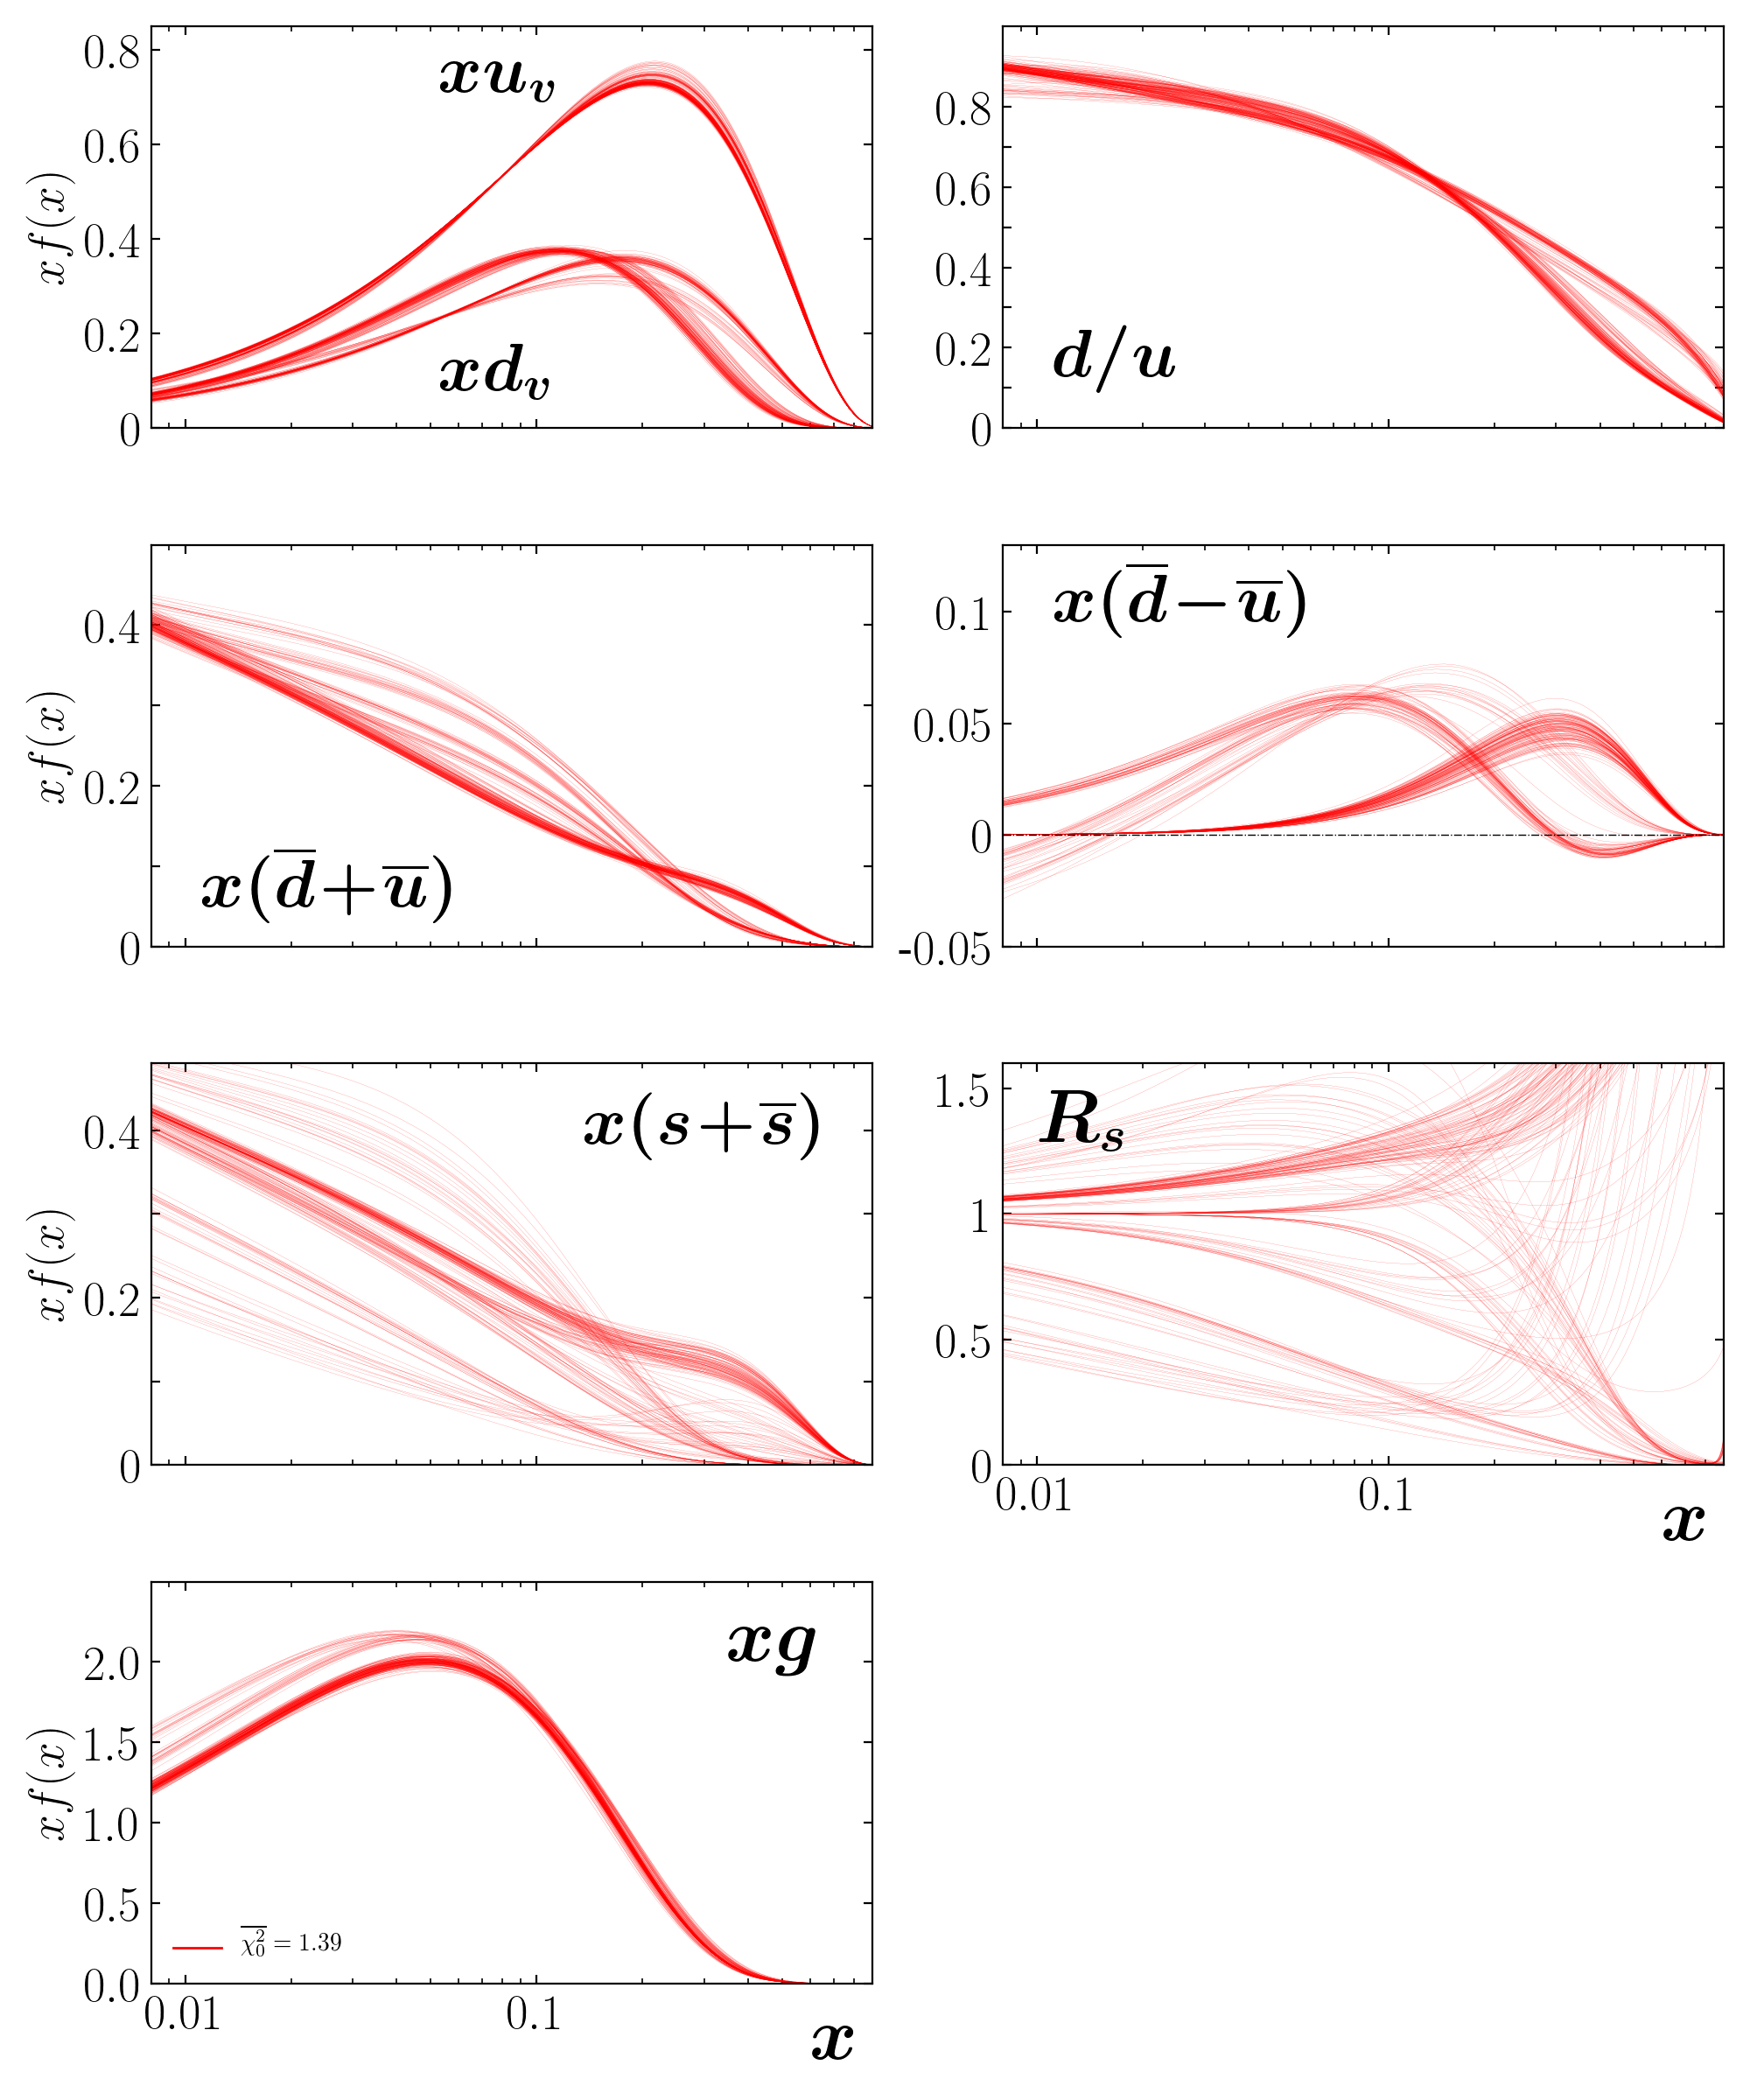 0.8
0.6
0.4
0.2
0
xf(x)
xu_v
xd_v
0.8
0.6
0.4
0.2
0
d/u
0.4
0.2
0
xf(x)
x(d̅+u̅)
0.1
0.05
0
-0.05
x(d̅−u̅)
0.4
0.2
0
xf(x)
x(s+s̅)
1.5
1
0.5
0
R_s
0.01
0.1
x
2.0
1.5
1.0
0.5
0.0
xf(x)
xg
\overline{χ_0^2} = 1.39
0.01
0.1
x